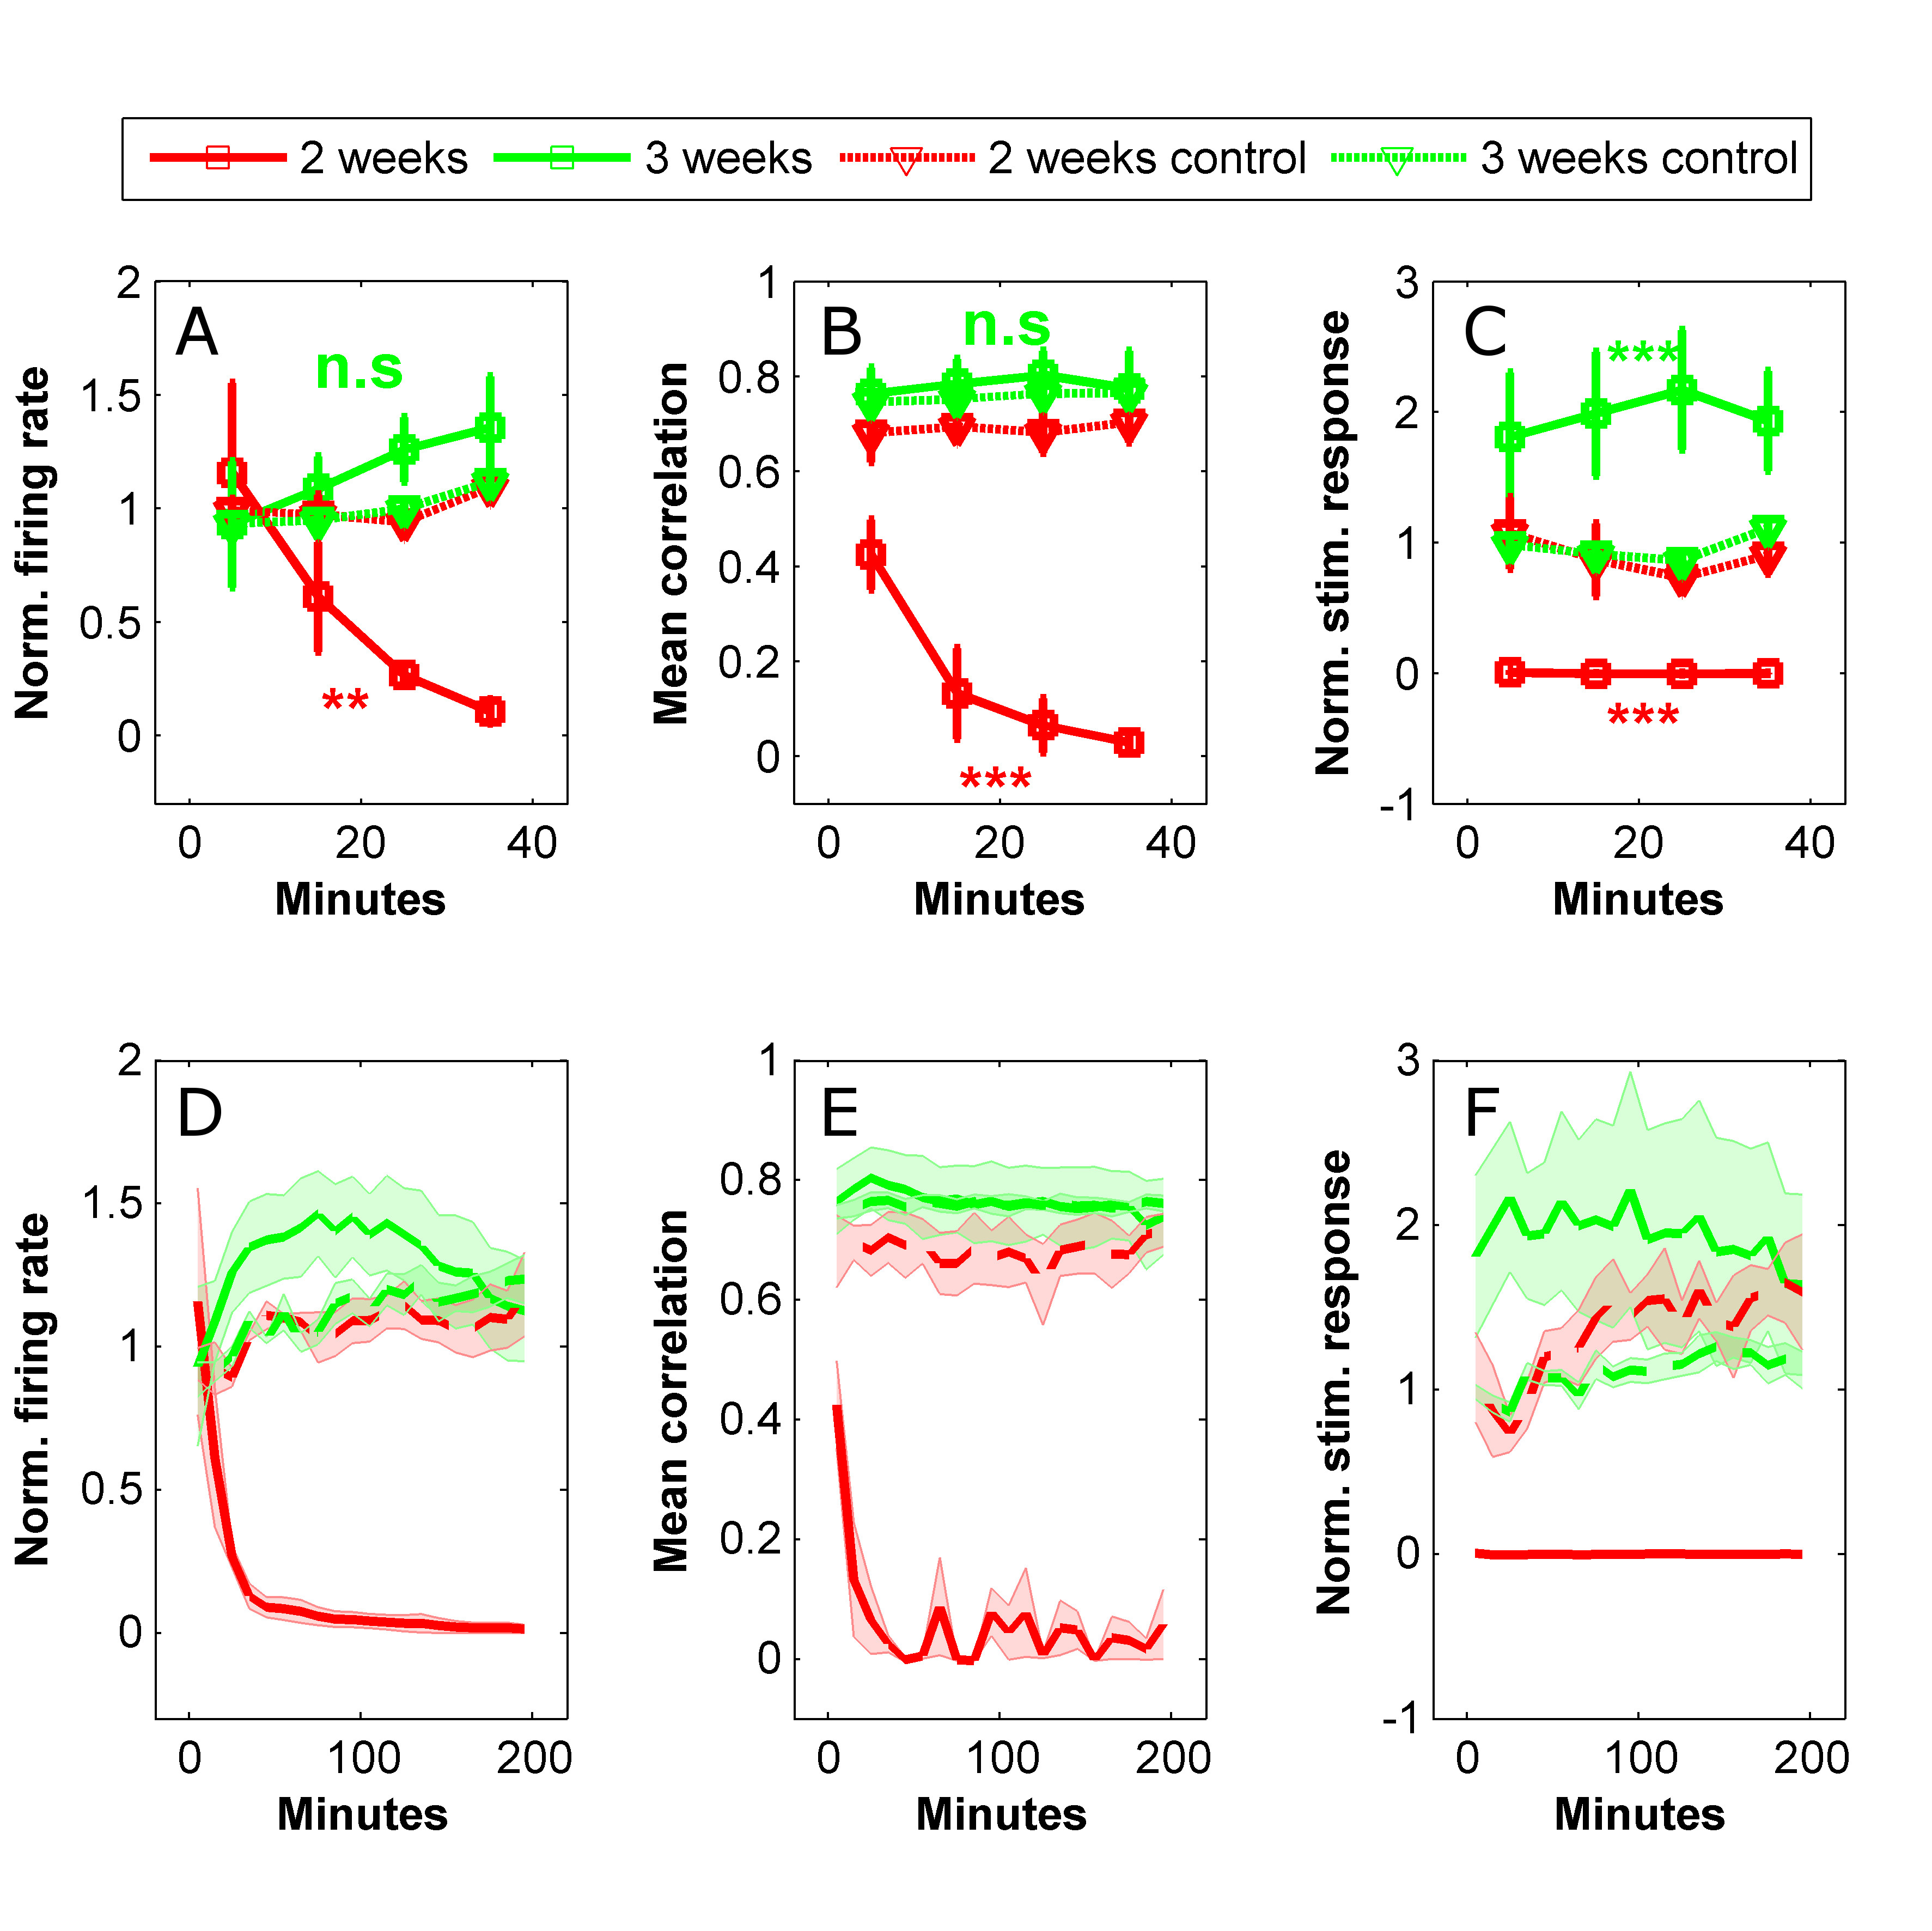 2 weeks 3 weeks 2 weeks control 3 weeks control
A
n.s
**
Norm. firing rate
2
1.5
1
0.5
0
0 20 40
Minutes
B
n.s
***
Mean correlation
1
0.8
0.6
0.4
0.2
0
0 20 40
Minutes
C
***
***
Norm. stim. response
3
2
1
0
-1
0 20 40
Minutes
D
Norm. firing rate
2
1.5
1
0.5
0
0 100 200
Minutes
E
Mean correlation
1
0.8
0.6
0.4
0.2
0
0 100 200
Minutes
F
Norm. stim. response
3
2
1
0
-1
0 100 200
Minutes